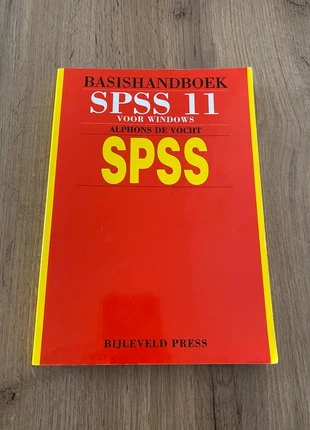 BASISHANDBOEK
SPSS 11
VOOR WINDOWS
ALPHONS DE VOCHT
SPSS
BIJLEVELD PRESS